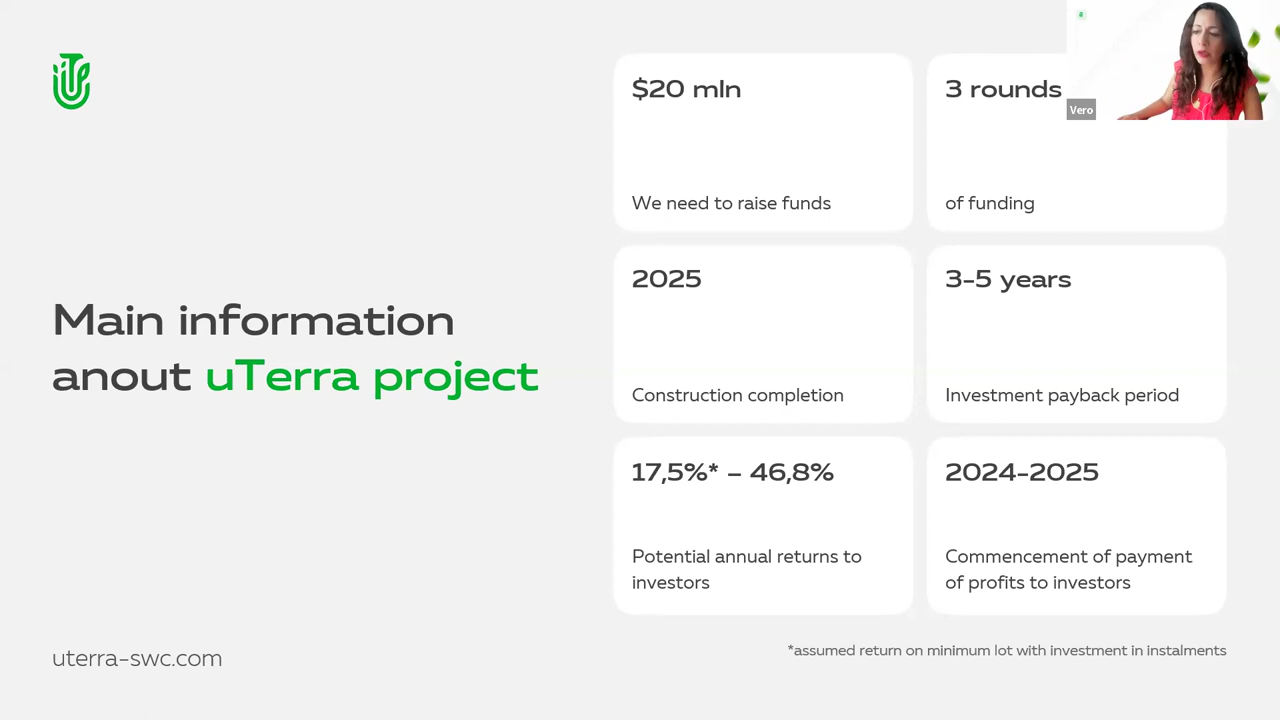 Main information
anout uTerra project
uterra-swc.com
$20 mln
We need to raise funds
3 rounds
of funding
2025
Construction completion
3-5 years
Investment payback period
17,5%* – 46,8%
Potential annual returns to
investors
2024-2025
Commencement of payment
of profits to investors
*assumed return on minimum lot with investment in instalments
Vero